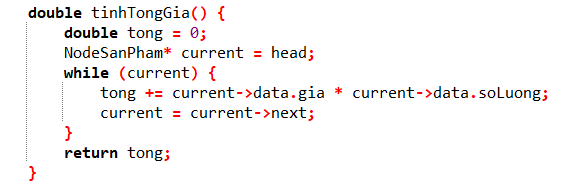 double tinhTongGia() {
    double tong = 0;
    NodeSanPham* current = head;
    while (current) {
        tong += current->data.gia * current->data.soLuong;
        current = current->next;
    }
    return tong;
}